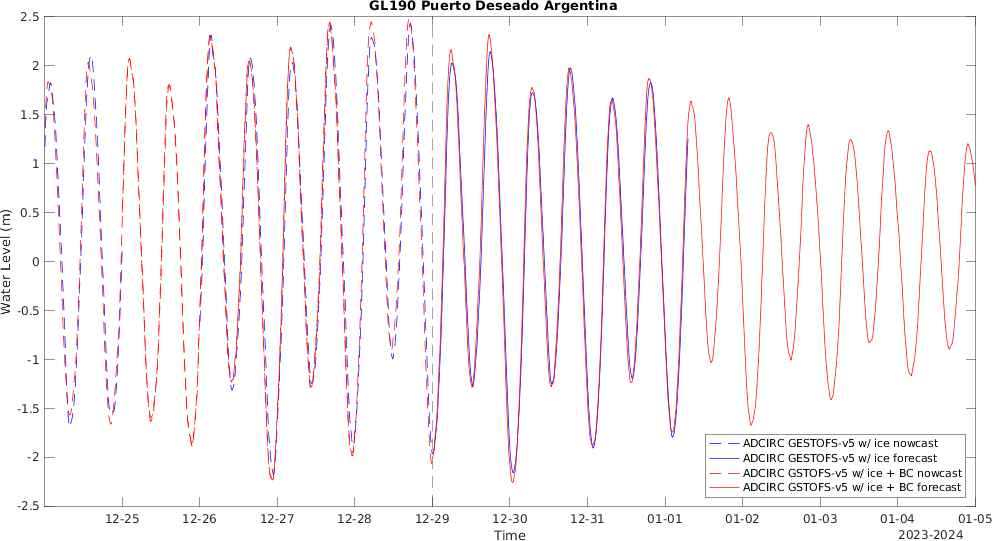 GL190 Puerto Deseado Argentina
2.5
2
1.5
1
0.5
0
-0.5
-1
-1.5
-2
-2.5
Water Level (m)
ADCIRC GESTOFS-v5 w/ ice nowcast
ADCIRC GESTOFS-v5 w/ ice forecast
ADCIRC GSTOFS-v5 w/ ice + BC nowcast
ADCIRC GSTOFS-v5 w/ ice + BC forecast
12-25 12-26 12-27 12-28 12-29 12-30 12-31 01-01 01-02 01-03 01-04 01-05
Time
2023-2024